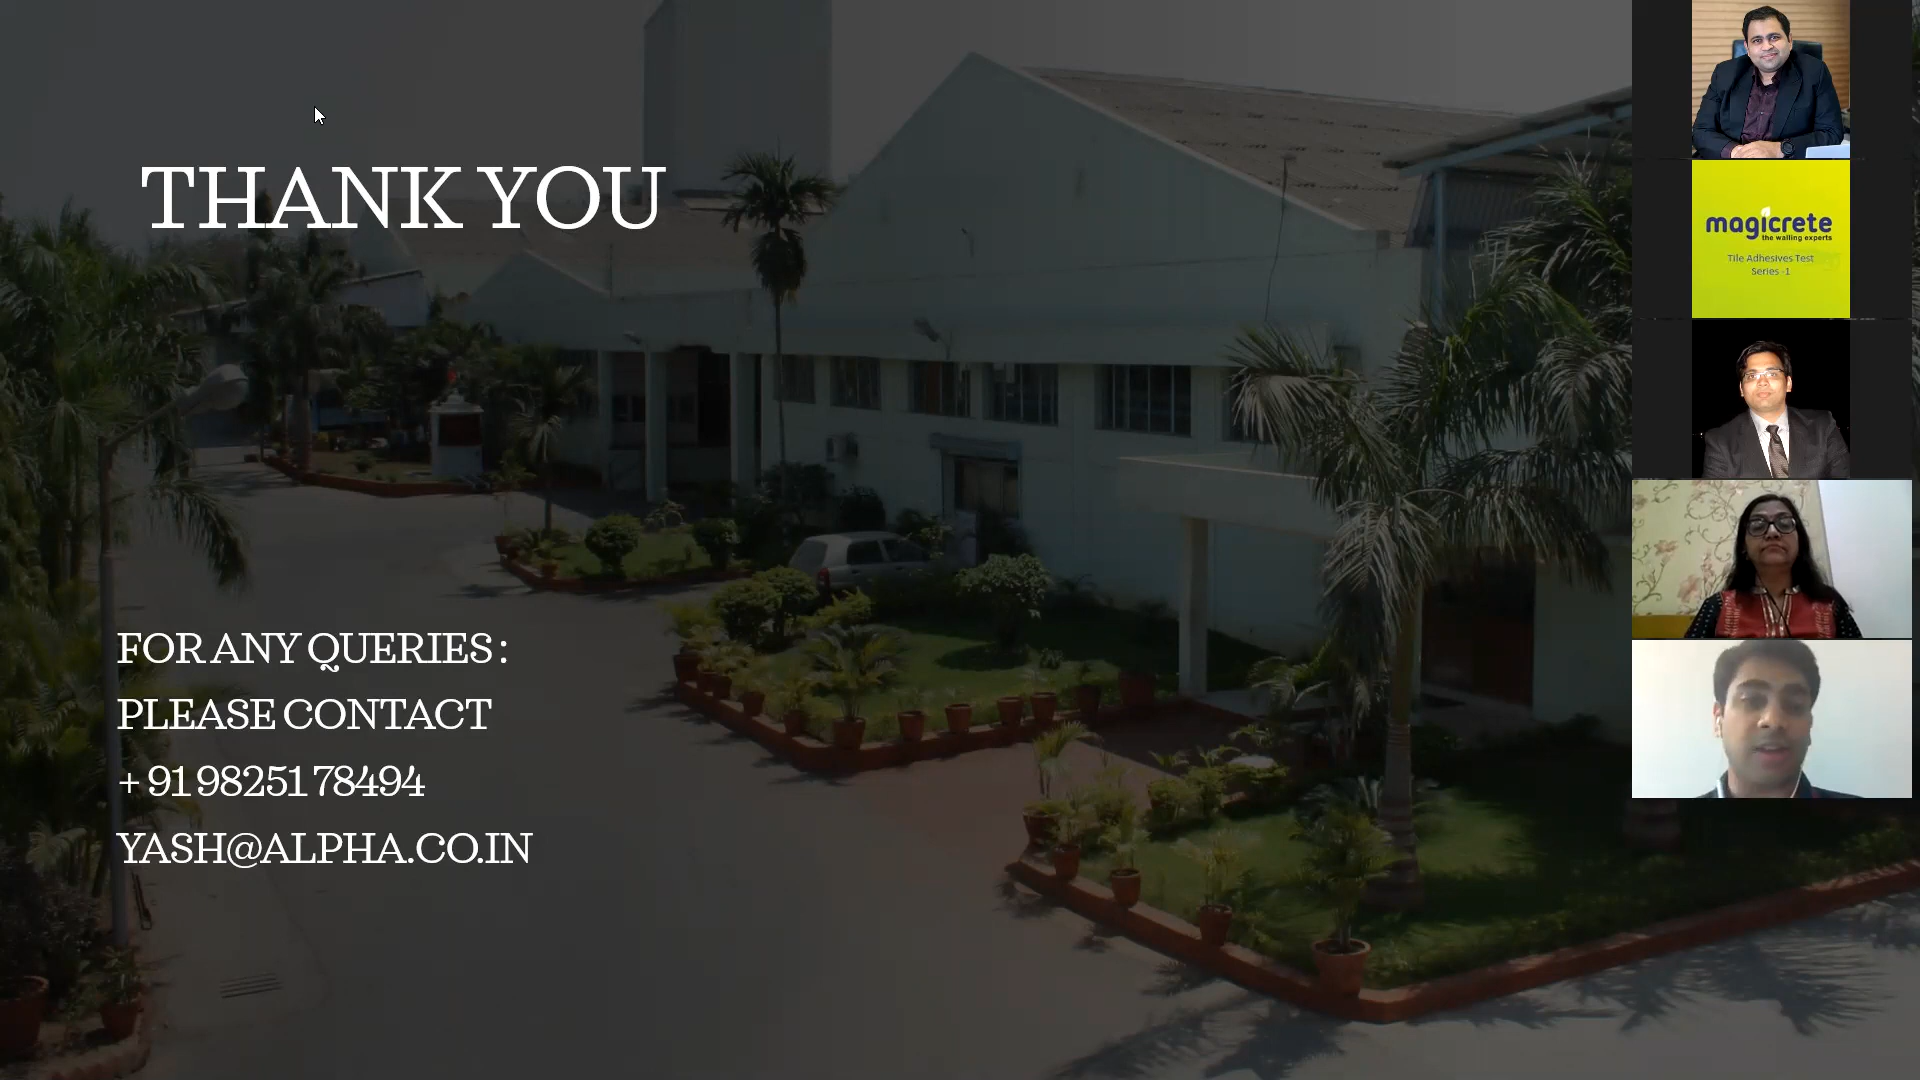 THANK YOU
FOR ANY QUERIES :
PLEASE CONTACT
+ 91 98251 78494
YASH@ALPHA.CO.IN
magicrete
the walling experts
Tile Adhesives Test
Series -1